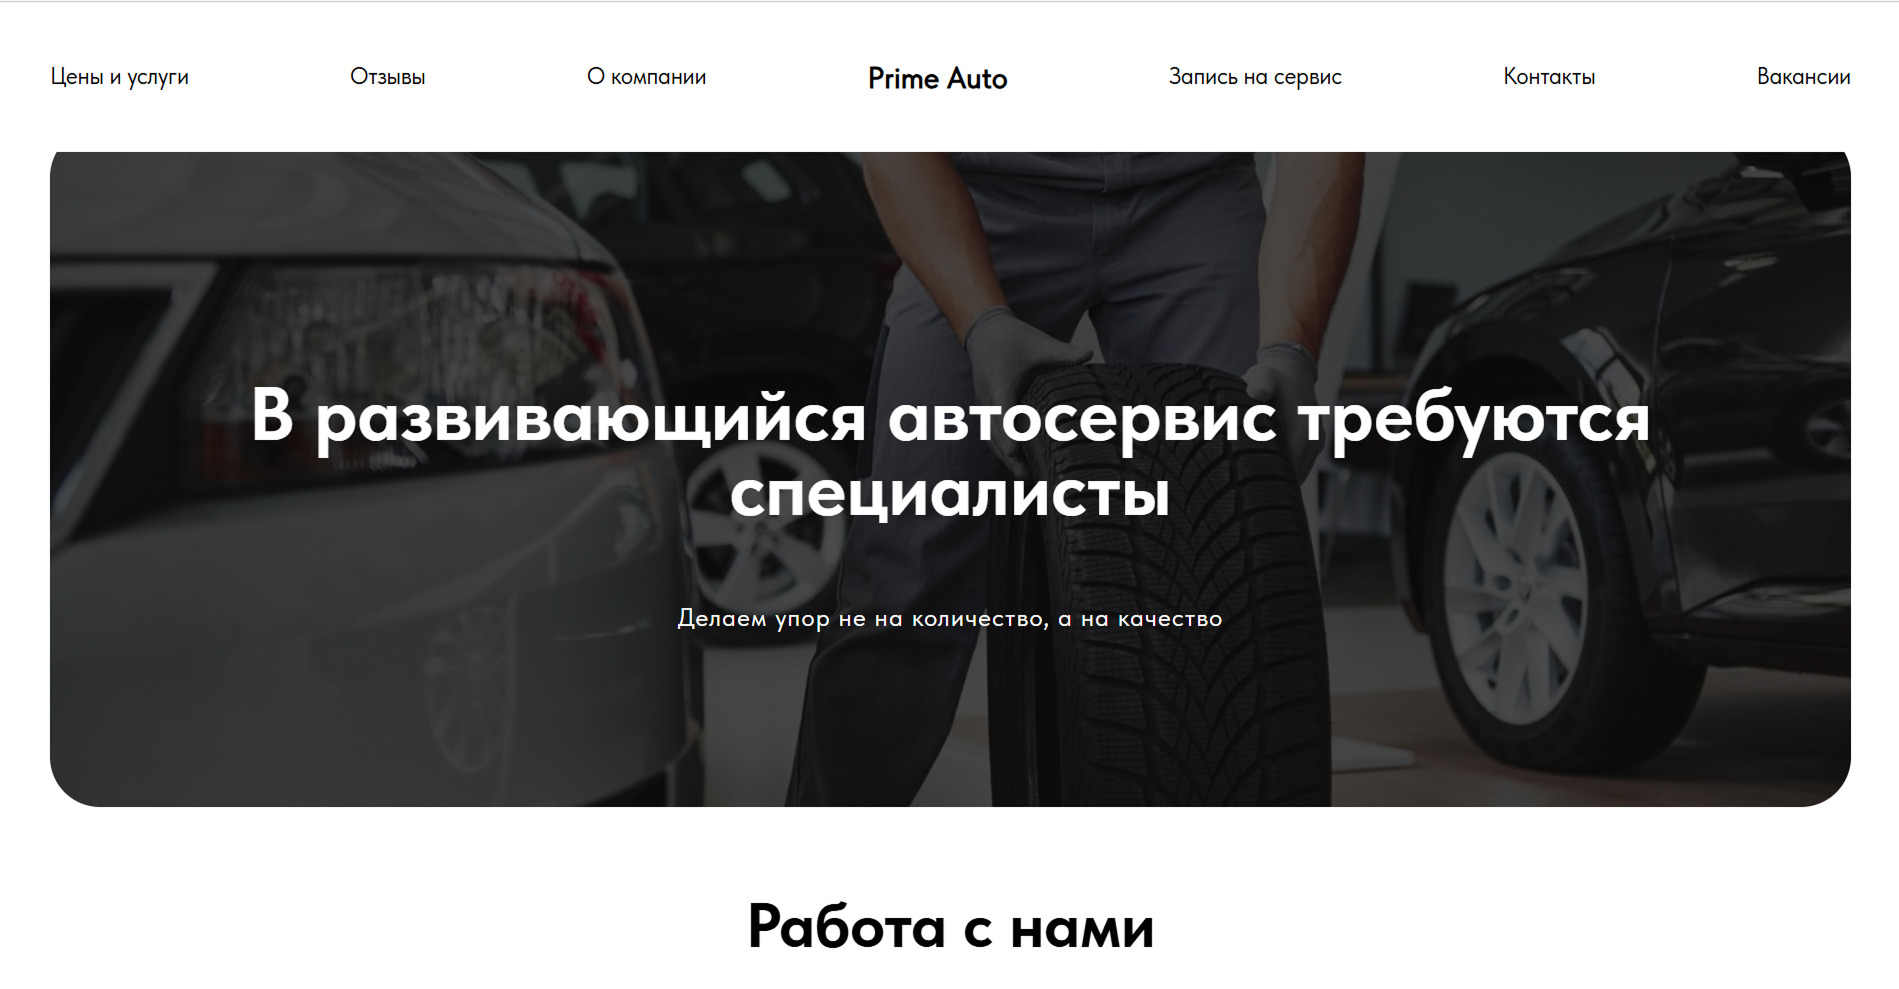 Цены и услуги
Отзывы
О компании
Prime Auto
Запись на сервис
Контакты
Вакансии
В развивающийся автосервис требуются
специалисты
Делаем упор не на количество, а на качество
Работа с нами